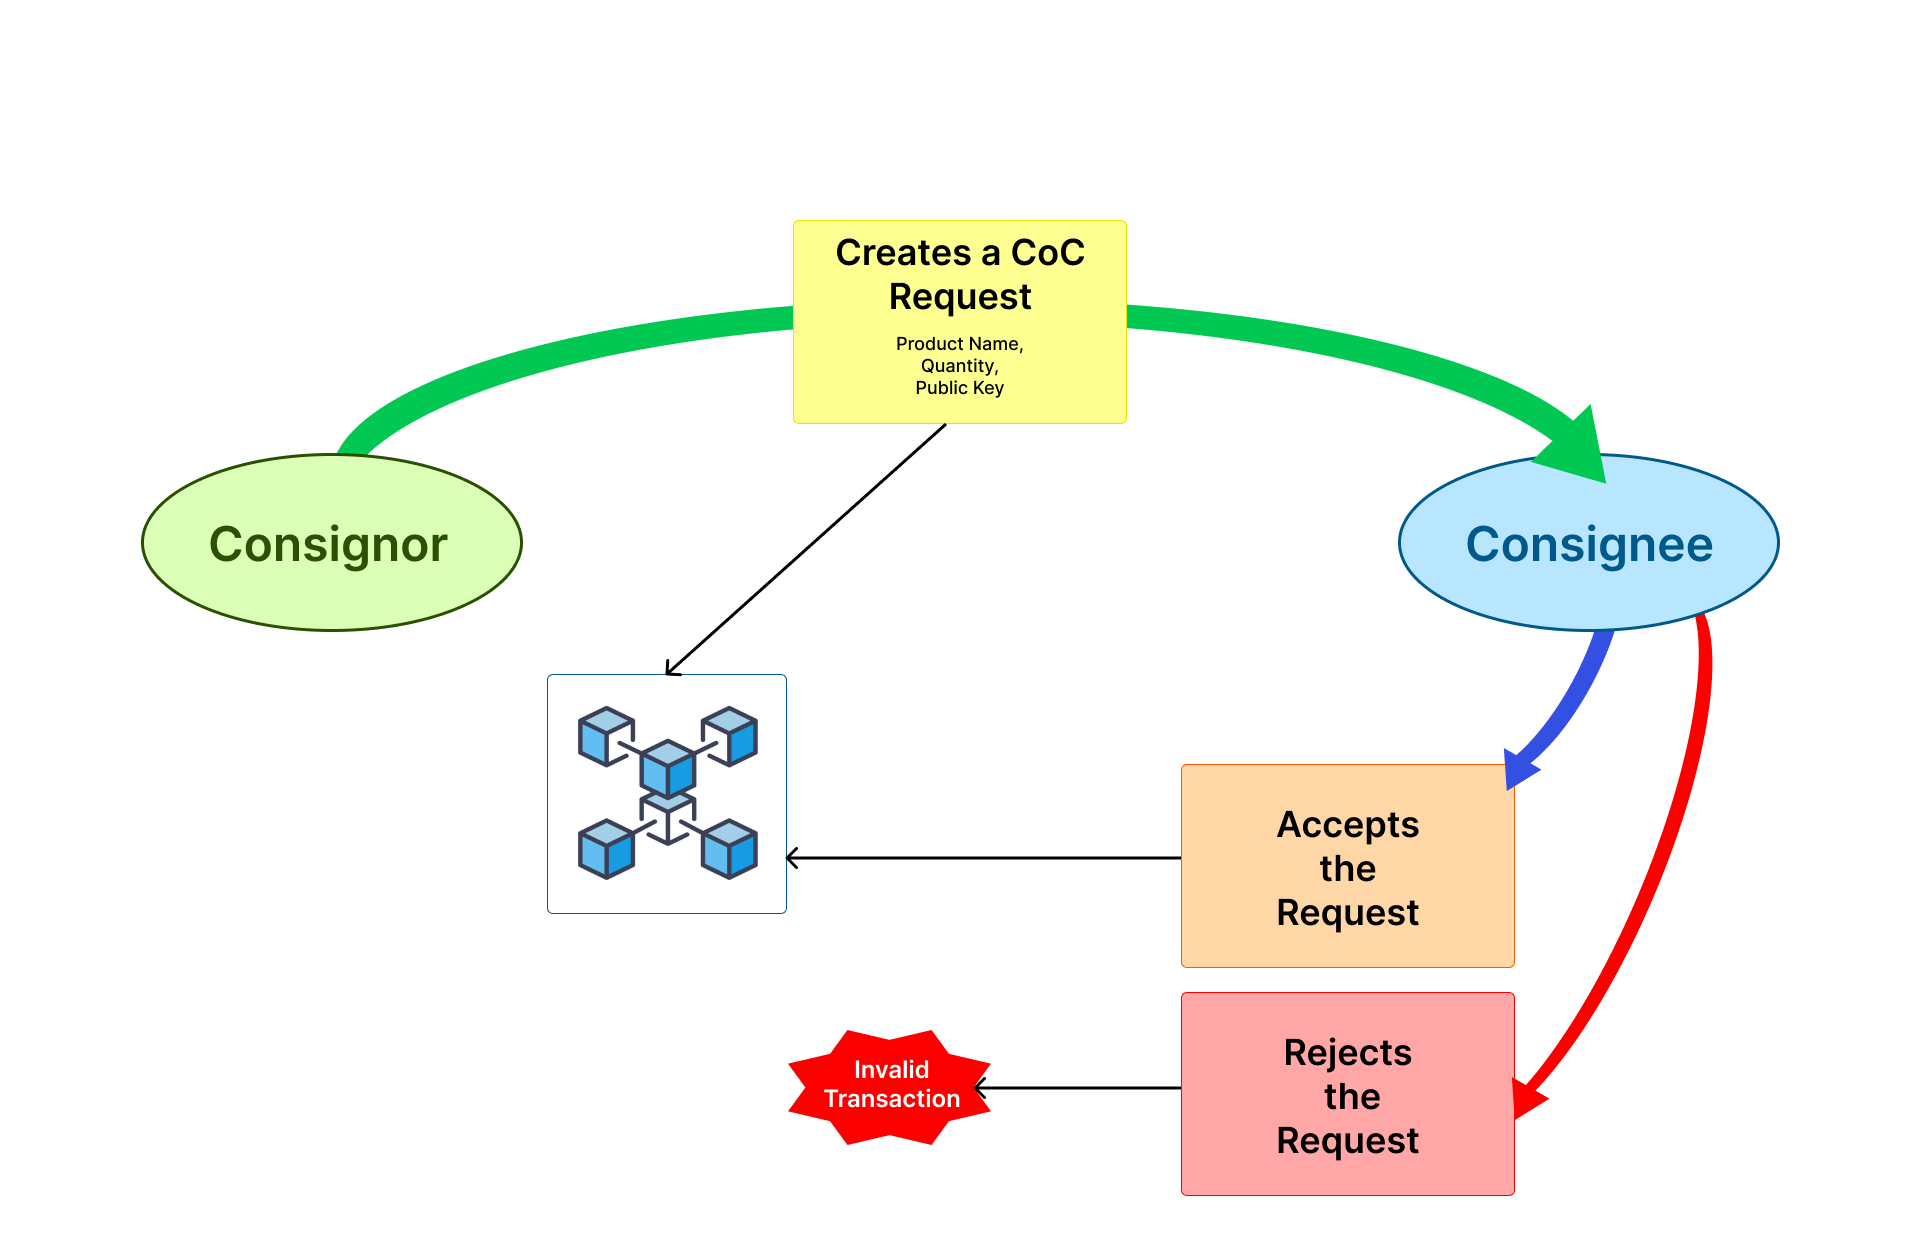 Creates a CoC
Request
Product Name,
Quantity,
Public Key
Consignor
Consignee
Accepts
the
Request
Rejects
the
Request
Invalid
Transaction